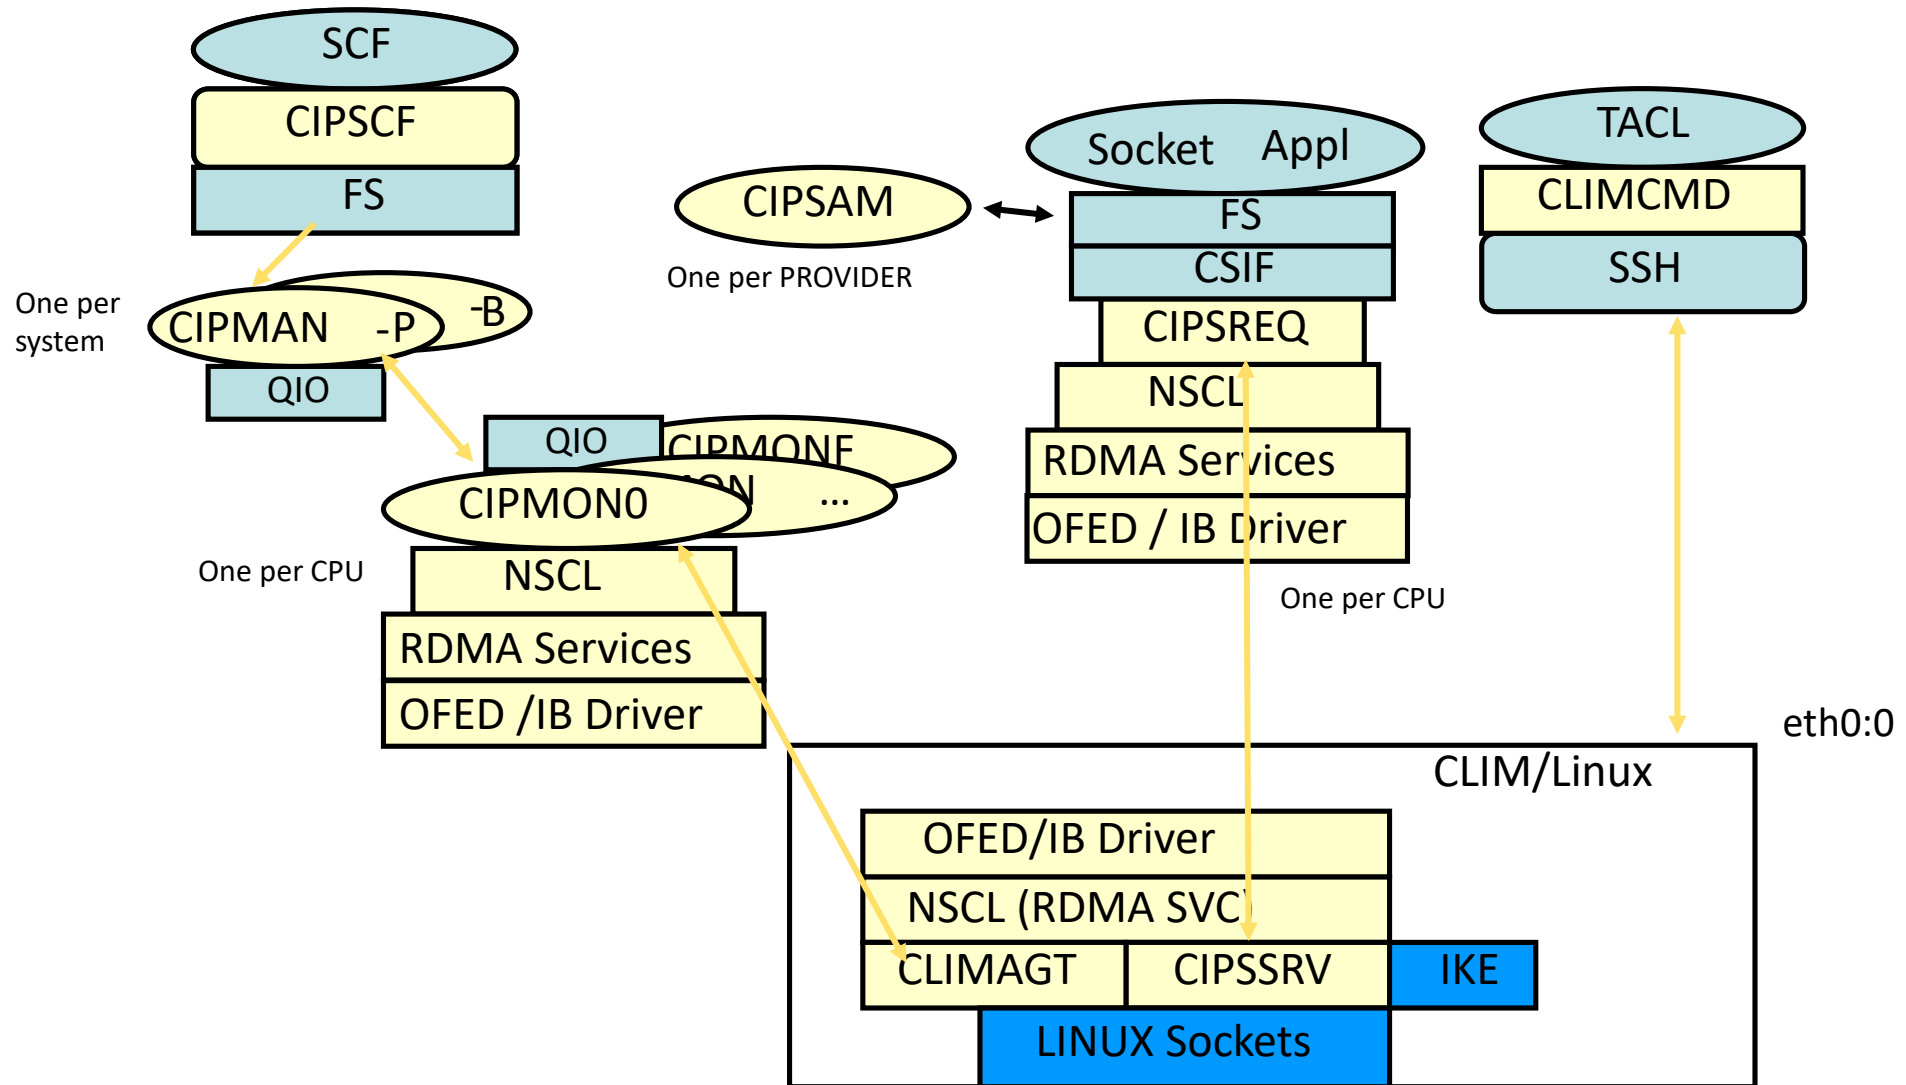 SCF
CIPSCF
FS
One per
system
CIPMAN -P
-B
QIO
QIO
CIPMONF
...
CIPMON0
One per CPU
NSCL
RDMA Services
OFED /IB Driver
CIPSAM
One per PROVIDER
Socket Appl
FS
CSIF
CIPSREQ
NSCL
RDMA Services
OFED / IB Driver
One per CPU
TACL
CLIMCMD
SSH
eth0:0
CLIM/Linux
OFED/IB Driver
NSCL (RDMA SVC)
CLIMAGT
CIPSSRV
IKE
LINUX Sockets